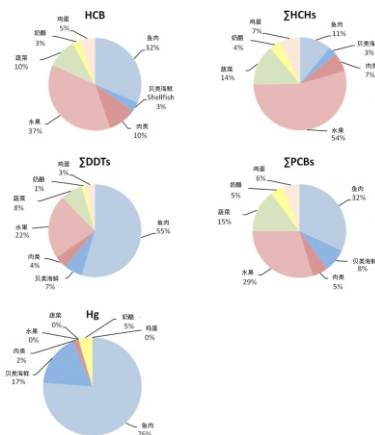 HCB
鸡蛋
5%
奶酪
3%
蔬菜
10%
水果
37%
鱼肉
32%
贝类海鲜
Shellfish
3%
肉类
10%
∑HCHs
鸡蛋
7%
奶酪
4%
蔬菜
14%
鱼肉
11%
贝类海鲜
3%
肉类
7%
水果
54%
∑DDTs
鸡蛋
3%
奶酪
1%
蔬菜
8%
水果
22%
肉类
4%
贝类海鲜
7%
鱼肉
55%
∑PCBs
鸡蛋
6%
奶酪
5%
蔬菜
15%
水果
29%
鱼肉
32%
贝类海鲜
8%
肉类
5%
Hg
蔬菜
0%
水果
0%
肉类
2%
贝类海鲜
17%
奶酪
5%
鸡蛋
0%
鱼肉
76%